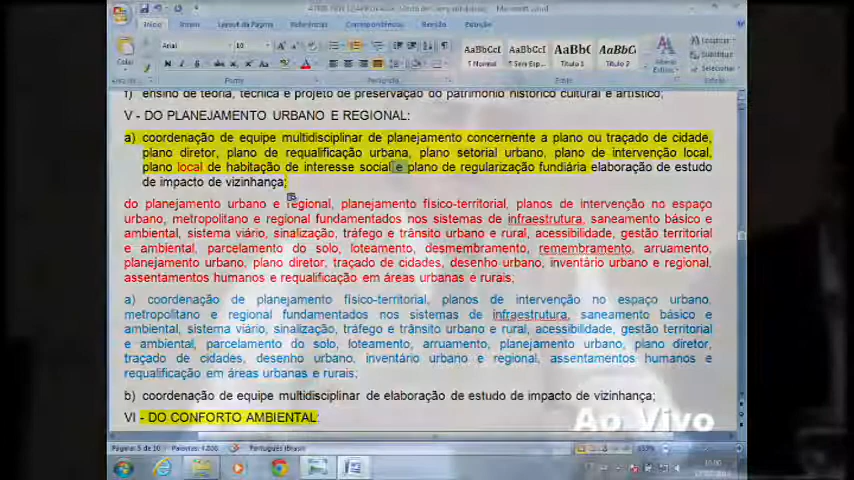 Início
Inserir
Layout da Página
Referências
Correspondências
Revisão
Exibição
Arial
10
AaBbCcI AaBbCcI AaBbC AaBbCc
¶ Normal
Título 1
Título 2
Localizar
Substituir
Selecionar
Colar
Fonte
Parágrafo
Estilo
f) ensino de teoria, técnica e projeto de preservação do patrimônio histórico cultural e artístico;
V - DO PLANEJAMENTO URBANO E REGIONAL:
a) coordenação de equipe multidisciplinar de planejamento concernente a plano ou traçado de cidade,
plano diretor, plano de requalificação urbana, plano setorial urbano, plano de intervenção local,
plano local de habitação de interesse social e plano de regularização fundiária elaboração de estudo
de impacto de vizinhança;
do planejamento urbano e regional, planejamento físico-territorial, planos de intervenção no espaço
urbano, metropolitano e regional fundamentados nos sistemas de infraestrutura, saneamento básico e
ambiental, sistema viário, sinalização, tráfego e trânsito urbano e rural, acessibilidade, gestão territorial
e ambiental, parcelamento do solo, loteamento, desmembramento, remembramento, arruamento,
planejamento urbano, plano diretor, traçado de cidades, desenho urbano, inventário urbano e regional,
assentamentos humanos e requalificação em áreas urbanas e rurais;
a) coordenação de planejamento físico-territorial, planos de intervenção no espaço urbano,
metropolitano e regional fundamentados nos sistemas de infraestrutura, saneamento básico e
ambiental, sistema viário, sinalização, tráfego e trânsito urbano e rural, acessibilidade, gestão territorial
e ambiental, parcelamento do solo, loteamento, arruamento, planejamento urbano, plano diretor,
traçado de cidades, desenho urbano, inventário urbano e regional, assentamentos humanos e
requalificação em áreas urbanas e rurais;
b) coordenação de equipe multidisciplinar de elaboração de estudo de impacto de vizinhança;
VI - DO CONFORTO AMBIENTAL:
Ao Vivo
Página: 5 de 10
Português (Brasil)